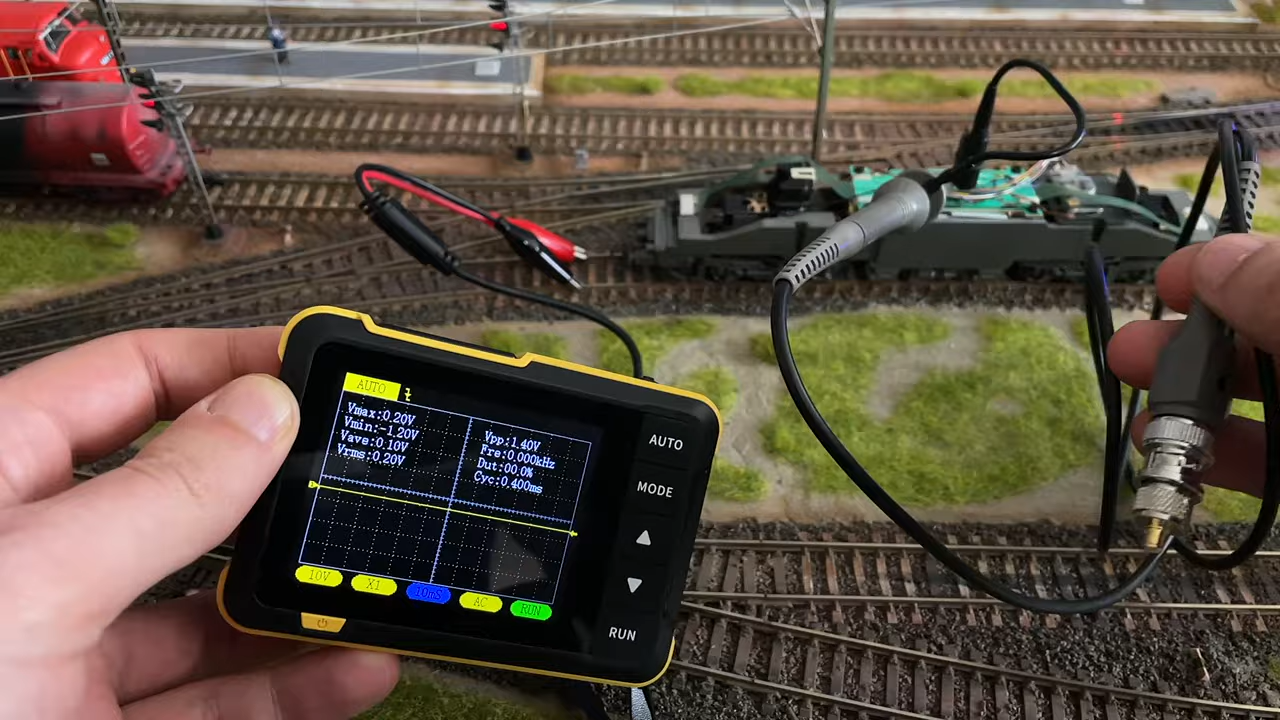 AUTO
Vmax:0.20V
Vmin:-1.20V
Vave:0.10V
Vrms:0.20V
Vpp:1.40V
Fre:0.000kHz
Dut:00.0%
Cyc:0.400ms
10V
X1
10mS
AC
RUN
AUTO
MODE
RUN